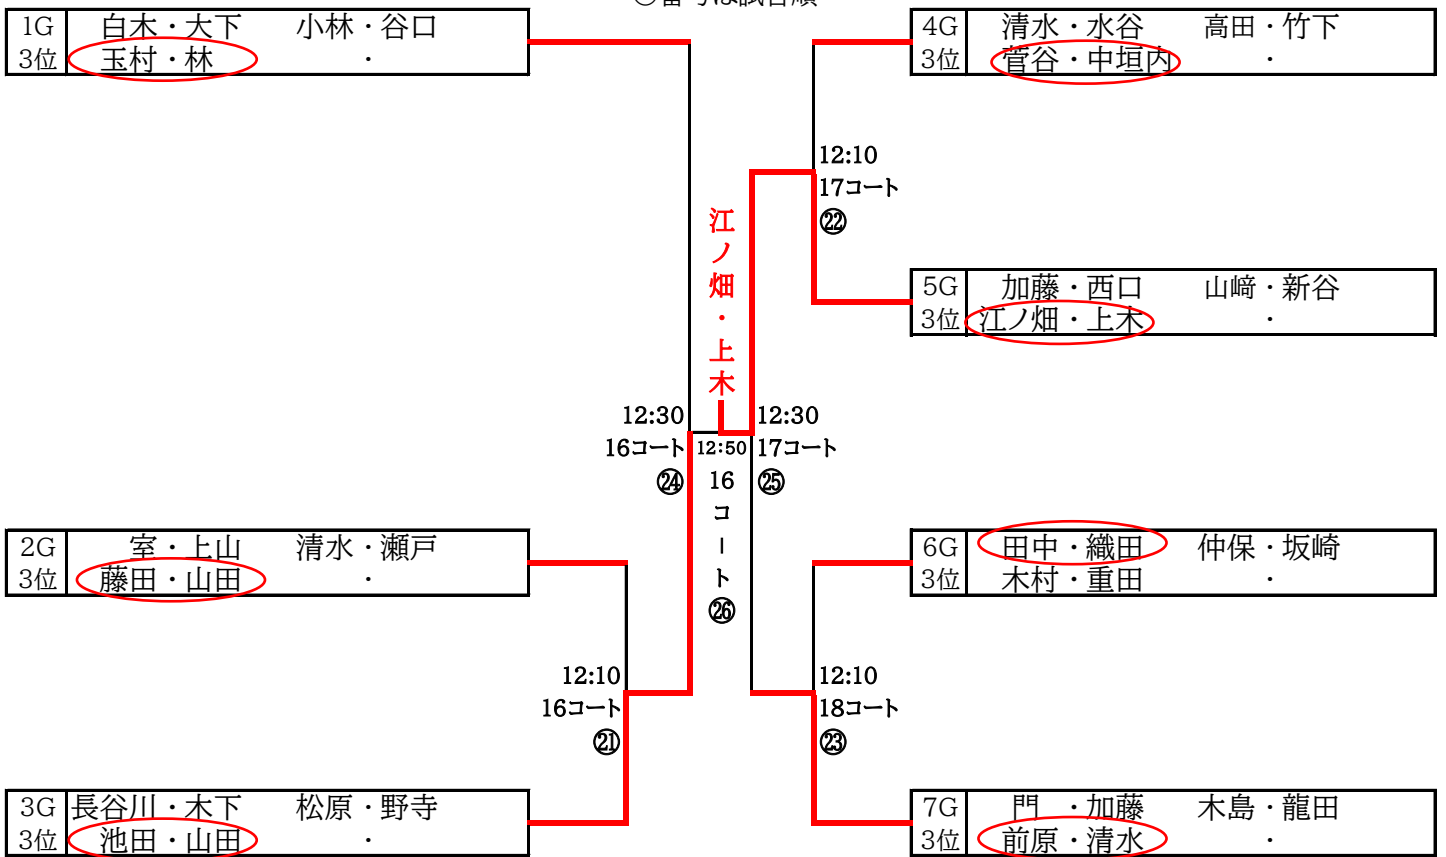 ○番号は試合順
1G 白木・大下 小林・谷口
3位 玉村・林 ・
4G 清水・水谷 高田・竹下
3位 菅谷・中垣内 ・
12:10
17コート
㉒
江ノ畑・上木
5G 加藤・西口 山﨑・新谷
3位 江ノ畑・上木 ・
12:30
16コート
㉔
12:50
16コート
㉖
12:30
17コート
㉕
2G 室・上山 清水・瀬戸
3位 藤田・山田 ・
6G 田中・織田 仲保・坂崎
3位 木村・重田 ・
12:10
16コート
㉑
12:10
18コート
㉓
3G 長谷川・木下 松原・野寺
3位 池田・山田 ・
7G 門 ・加藤 木島・龍田
3位 前原・清水 ・